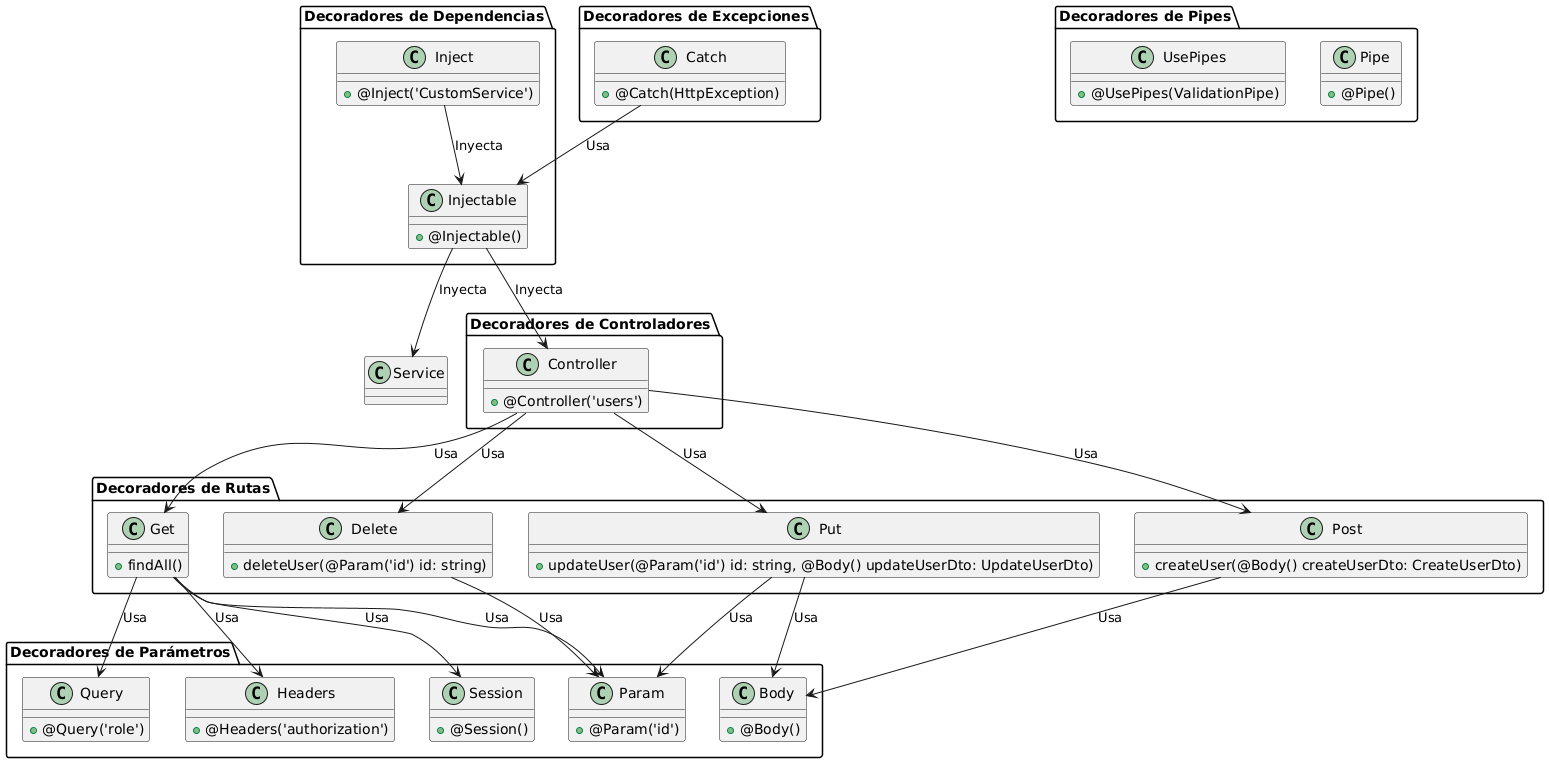 Decoradores de Dependencias
Decoradores de Excepciones
Decoradores de Pipes
C Inject
@Inject('CustomService')
C Catch
@Catch(HttpException)
C UsePipes
@UsePipes(ValidationPipe)
C Pipe
@Pipe()
Inyecta
Usa
C Injectable
@Injectable()
Inyecta
Inyecta
Decoradores de Controladores
C Service
C Controller
@Controller('users')
Usa
Usa
Usa
Usa
Decoradores de Rutas
C Get
findAll()
C Delete
deleteUser(@Param('id') id: string)
C Put
updateUser(@Param('id') id: string, @Body() updateUserDto: UpdateUserDto)
C Post
createUser(@Body() createUserDto: CreateUserDto)
Usa
Usa
Usa
Usa
Usa
Usa
Usa
Usa
Decoradores de Parámetros
C Query
@Query('role')
C Headers
@Headers('authorization')
C Session
@Session()
C Param
@Param('id')
C Body
@Body()